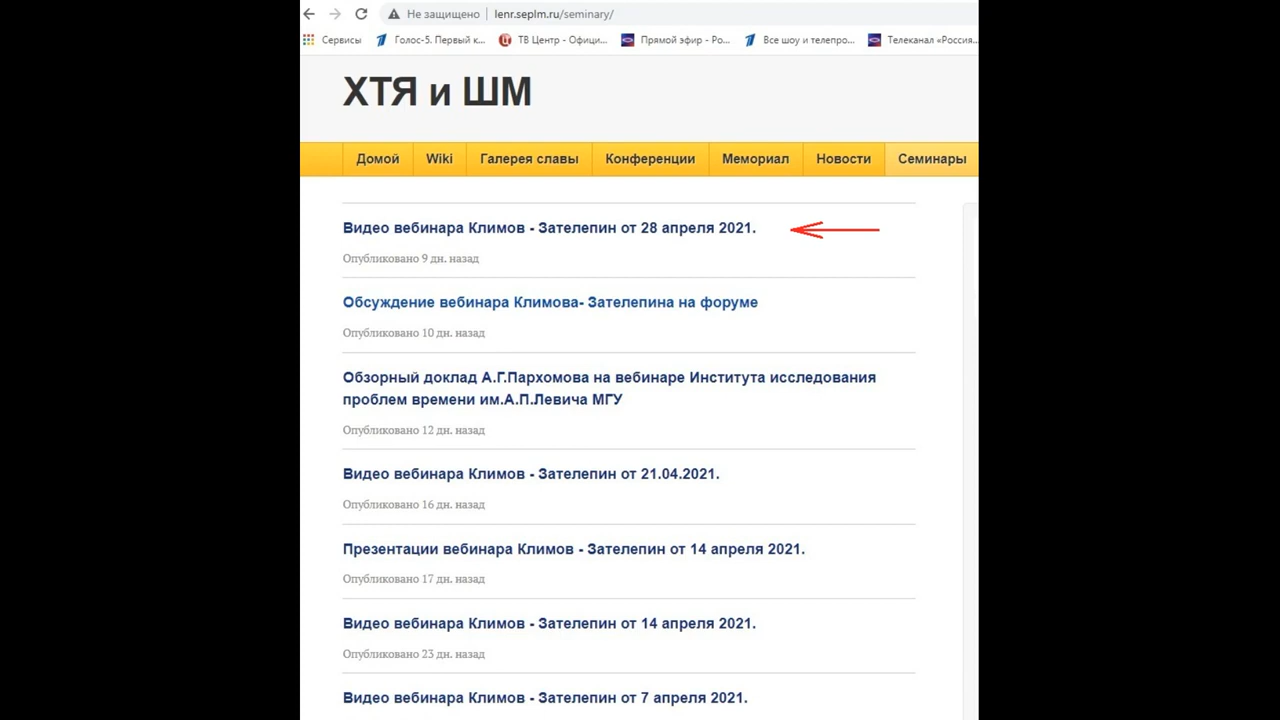 Не защищено lenr.seplm.ru/seminary/
Сервисы Голос-5. Первый к... ТВ Центр - Офици... Прямой эфир - Ро... Все шоу и телепро... Телеканал «Россия...
ХТЯ и ШМ
Домой Wiki Галерея славы Конференции Мемориал Новости Семинары
Видео вебинара Климов - Зателепин от 28 апреля 2021.
Опубликовано 9 дн. назад
Обсуждение вебинара Климова- Зателепина на форуме
Опубликовано 10 дн. назад
Обзорный доклад А.Г.Пархомова на вебинаре Института исследования
проблем времени им.А.П.Левича МГУ
Опубликовано 12 дн. назад
Видео вебинара Климов - Зателепин от 21.04.2021.
Опубликовано 16 дн. назад
Презентации вебинара Климов - Зателепин от 14 апреля 2021.
Опубликовано 17 дн. назад
Видео вебинара Климов - Зателепин от 14 апреля 2021.
Опубликовано 23 дн. назад
Видео вебинара Климов - Зателепин от 7 апреля 2021.